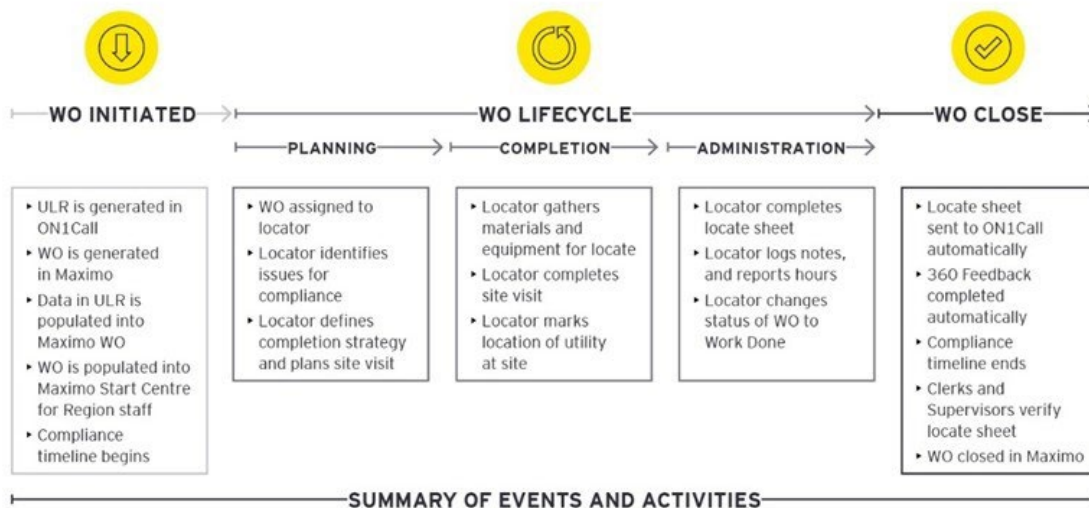 WO INITIATED
WO LIFECYCLE
WO CLOSE
PLANNING
COMPLETION
ADMINISTRATION
‣ ULR is generated in
ON1Call
‣ WO is generated
in Maximo
‣ Data in ULR is
populated into
Maximo WO
‣ WO is populated into
Maximo Start Centre
for Region staff
‣ Compliance
timeline begins
‣ WO assigned to
locator
‣ Locator identifies
issues for
compliance
‣ Locator defines
completion strategy
and plans site visit
‣ Locator gathers
materials and
equipment for locate
‣ Locator completes
site visit
‣ Locator marks
location of utility
at site
‣ Locator completes
locate sheet
‣ Locator logs notes,
and reports hours
‣ Locator changes
status of WO to
Work Done
‣ Locate sheet
sent to ON1Call
automatically
‣ 360 Feedback
completed
automatically
‣ Compliance
timeline ends
‣ Clerks and
Supervisors verify
locate sheet
‣ WO closed in Maximo
SUMMARY OF EVENTS AND ACTIVITIES